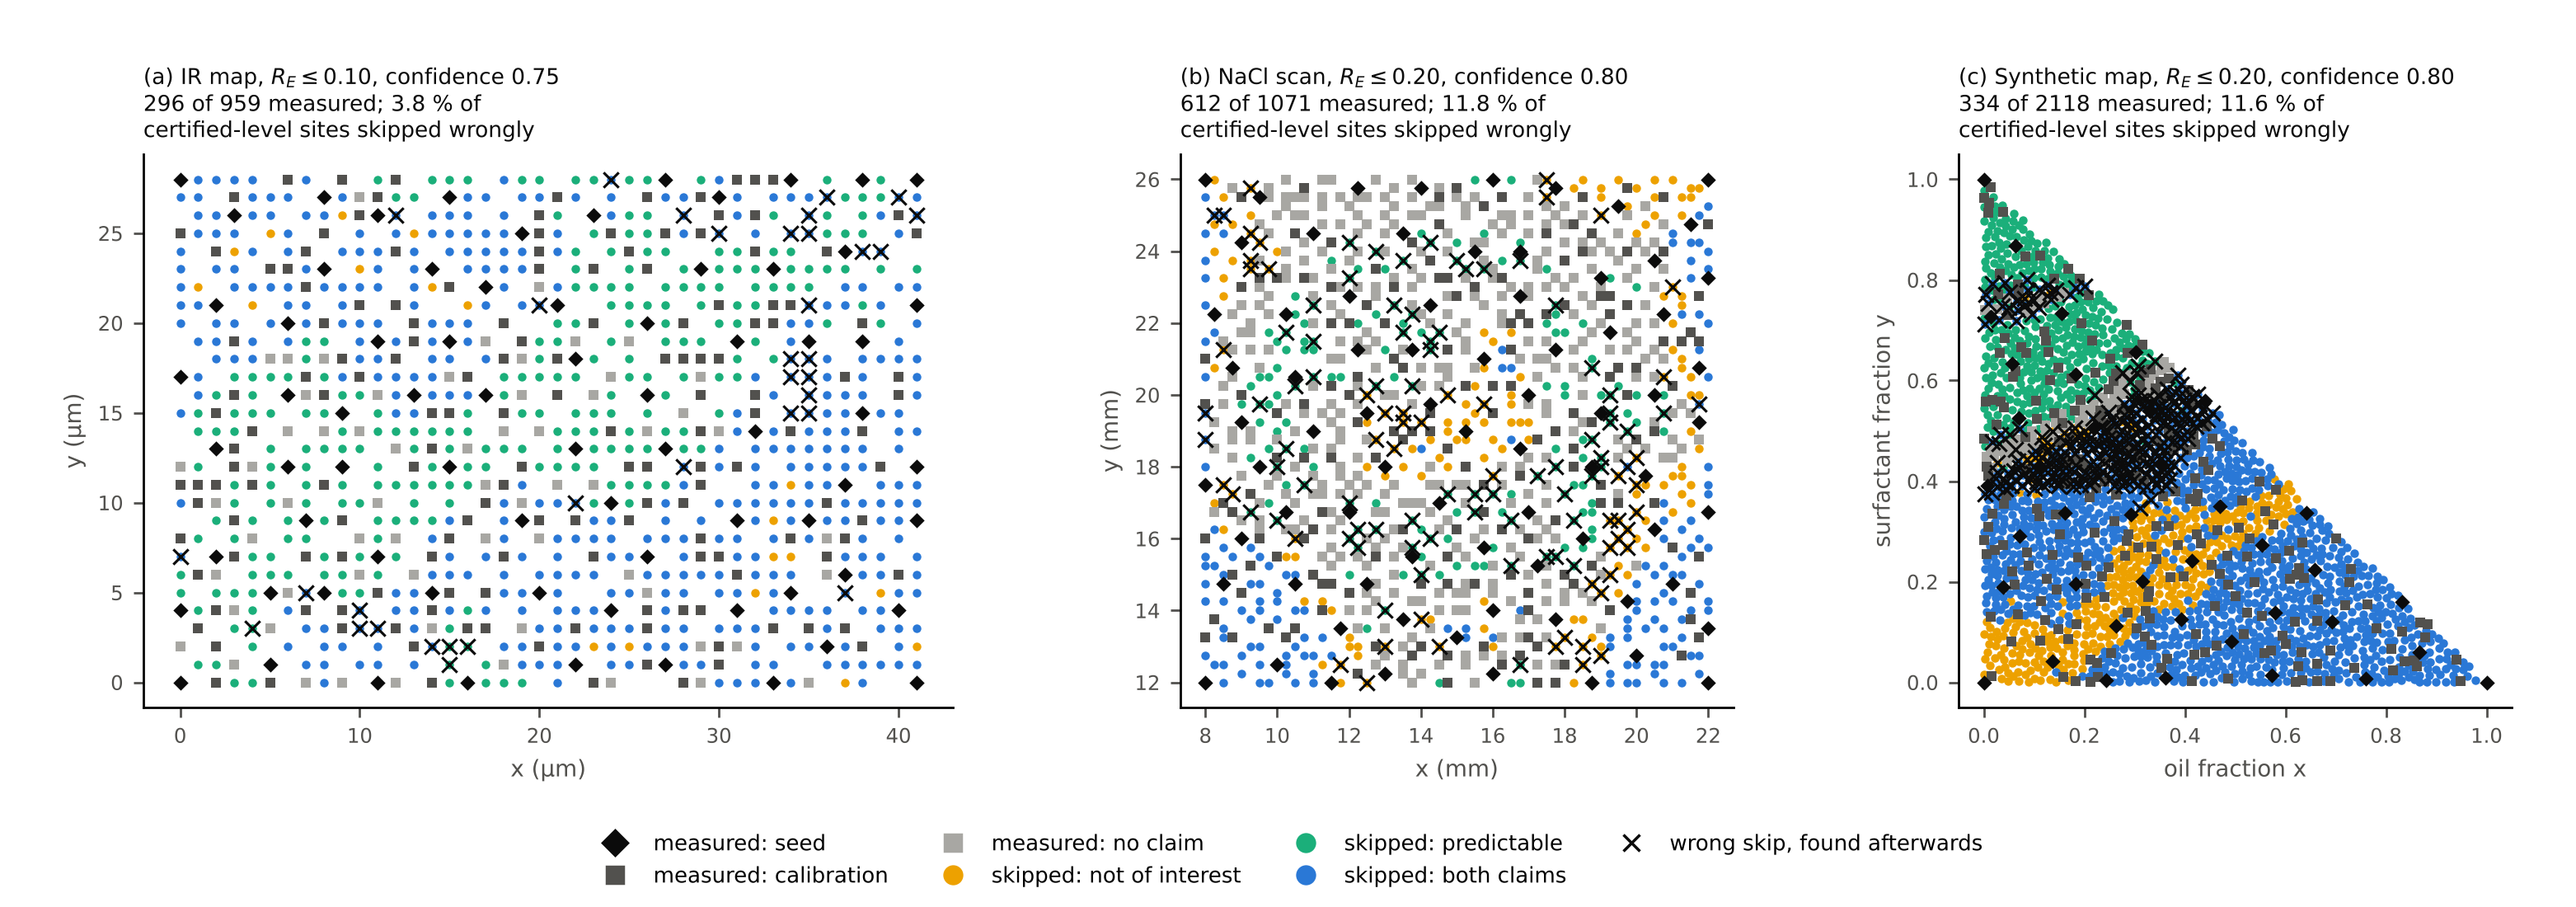 (a) IR map, R_E ≤ 0.10, confidence 0.75
296 of 959 measured; 3.8 % of
certified-level sites skipped wrongly
25
20
15
10
5
0
y (µm)
0 10 20 30 40
x (µm)
(b) NaCl scan, R_E ≤ 0.20, confidence 0.80
612 of 1071 measured; 11.8 % of
certified-level sites skipped wrongly
26
24
22
20
18
16
14
12
y (mm)
8 10 12 14 16 18 20 22
x (mm)
(c) Synthetic map, R_E ≤ 0.20, confidence 0.80
334 of 2118 measured; 11.6 % of
certified-level sites skipped wrongly
1.0
0.8
0.6
0.4
0.2
0.0
surfactant fraction y
0.0 0.2 0.4 0.6 0.8 1.0
oil fraction x
measured: seed
measured: calibration
measured: no claim
skipped: not of interest
skipped: predictable
skipped: both claims
wrong skip, found afterwards